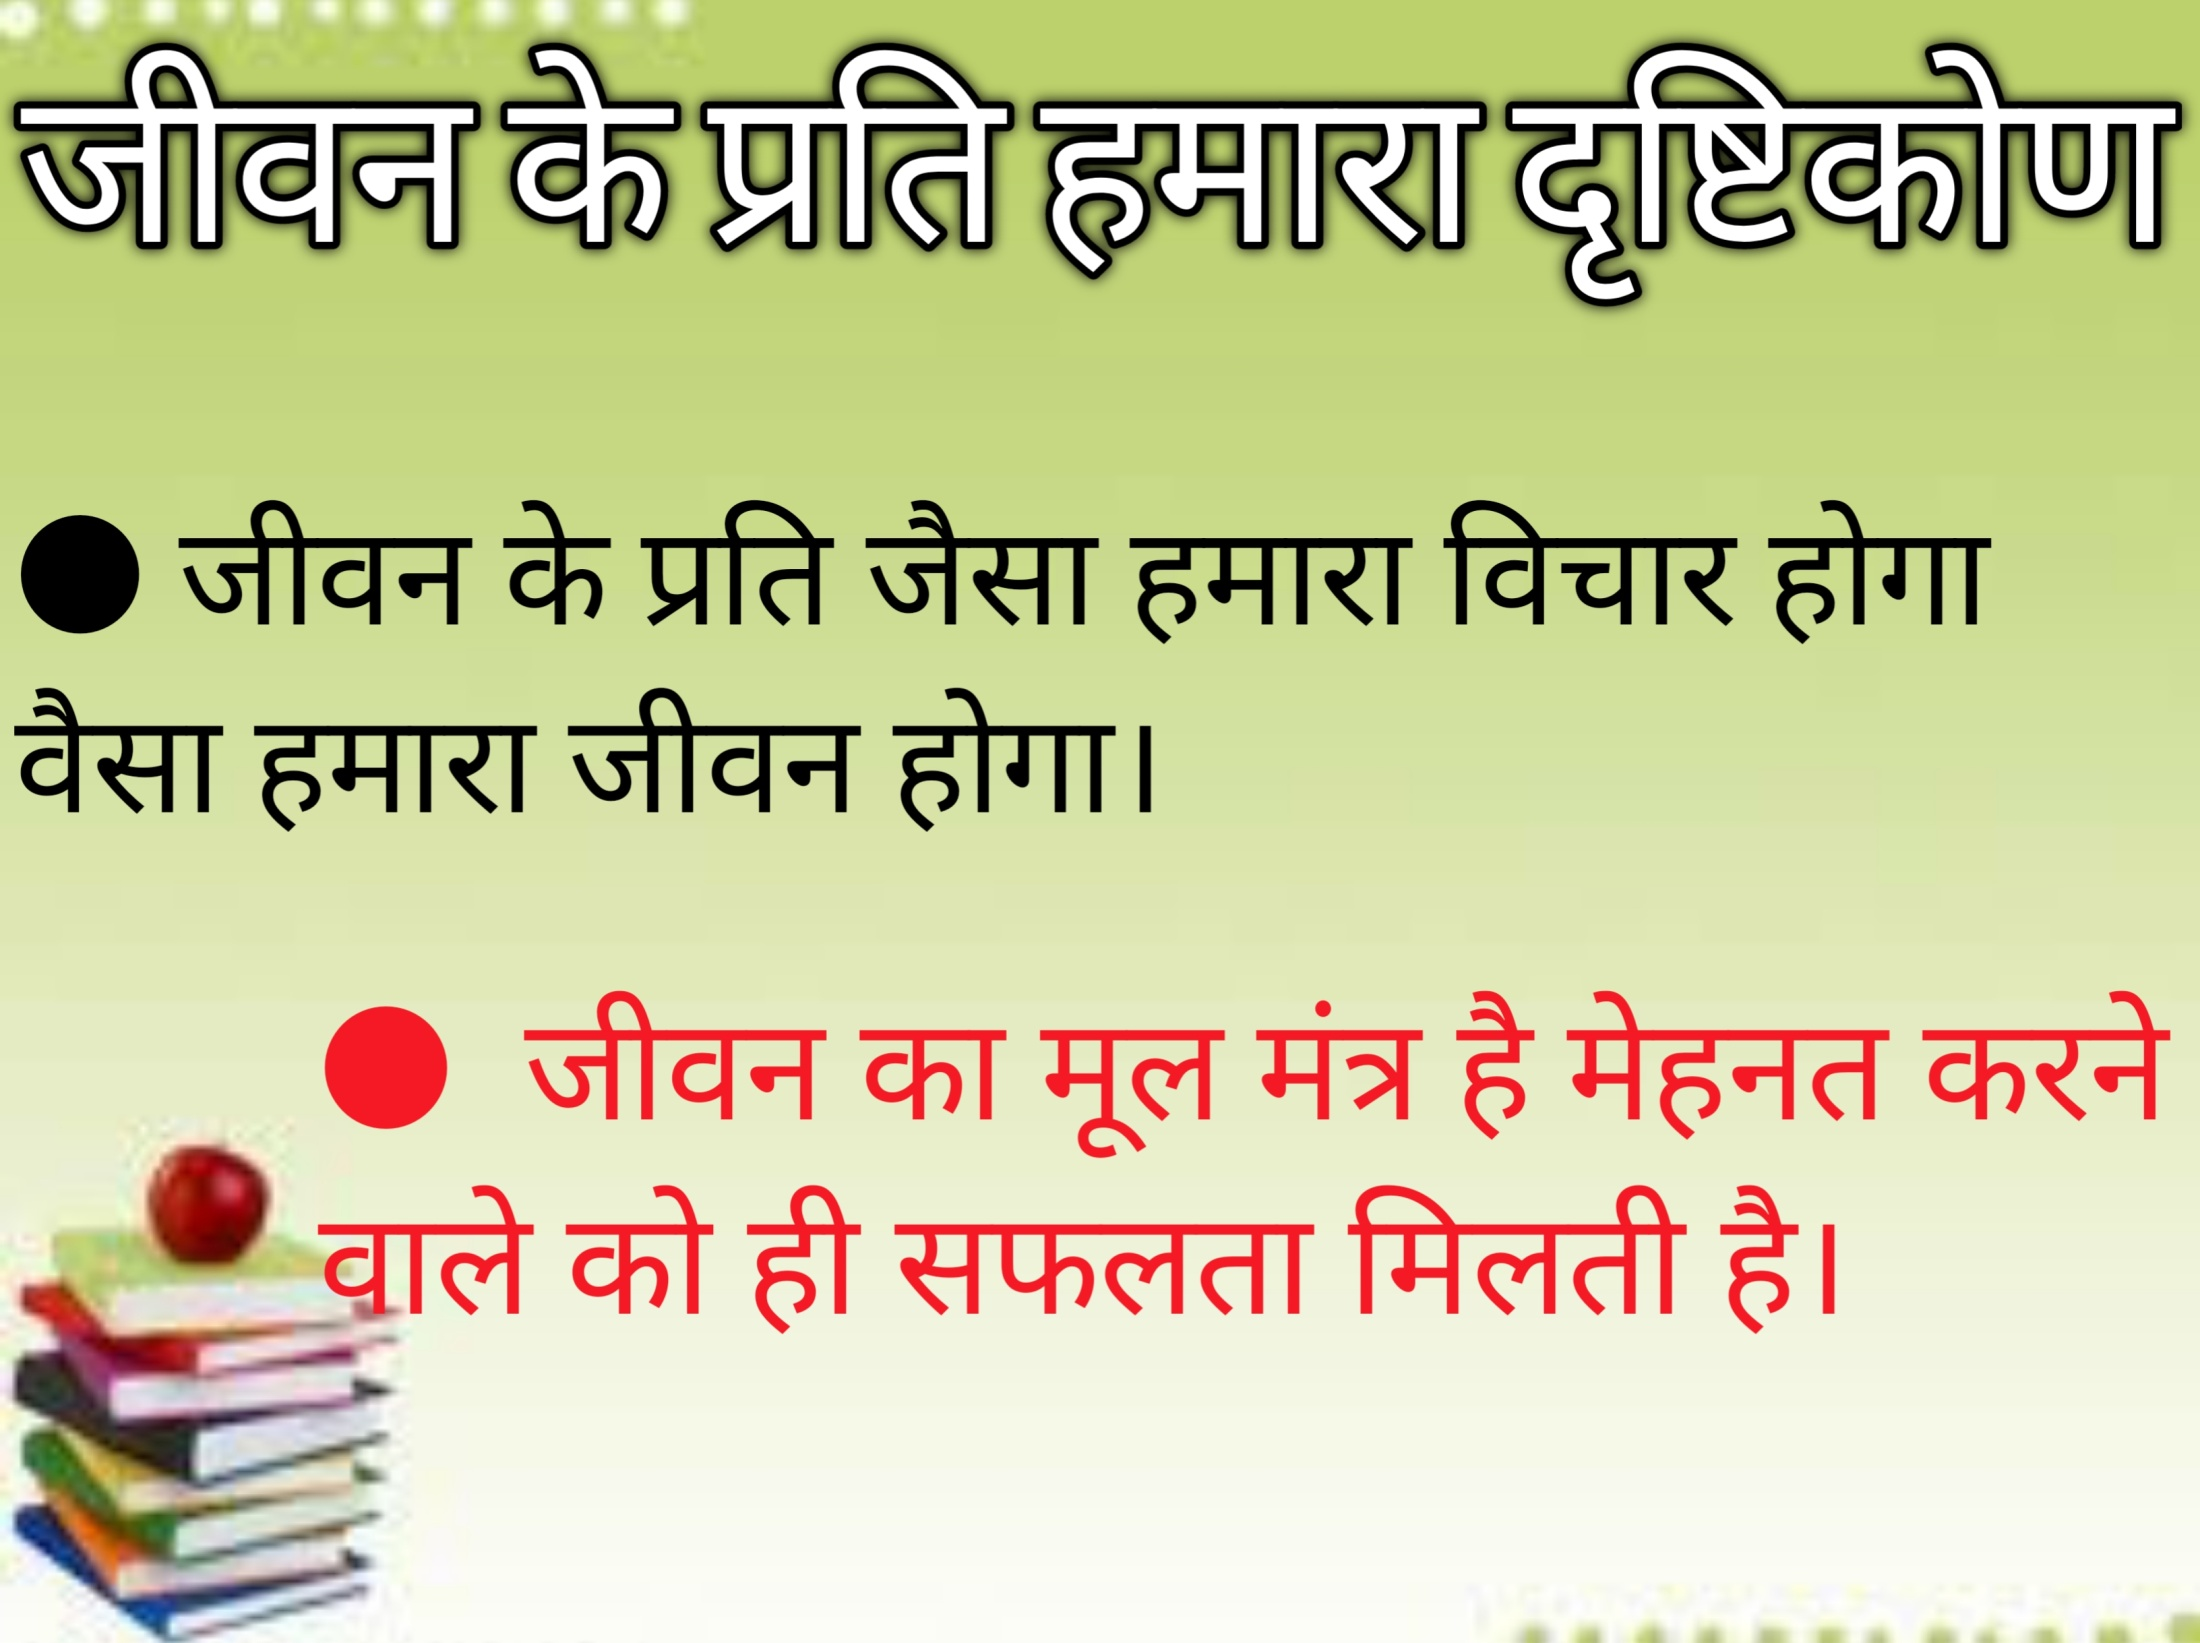 जीवन के प्रति हमारा दृष्टिकोण
● जीवन के प्रति जैसा हमारा विचार होगा
वैसा हमारा जीवन होगा।
● जीवन का मूल मंत्र है मेहनत करने
वाले को ही सफलता मिलती है।